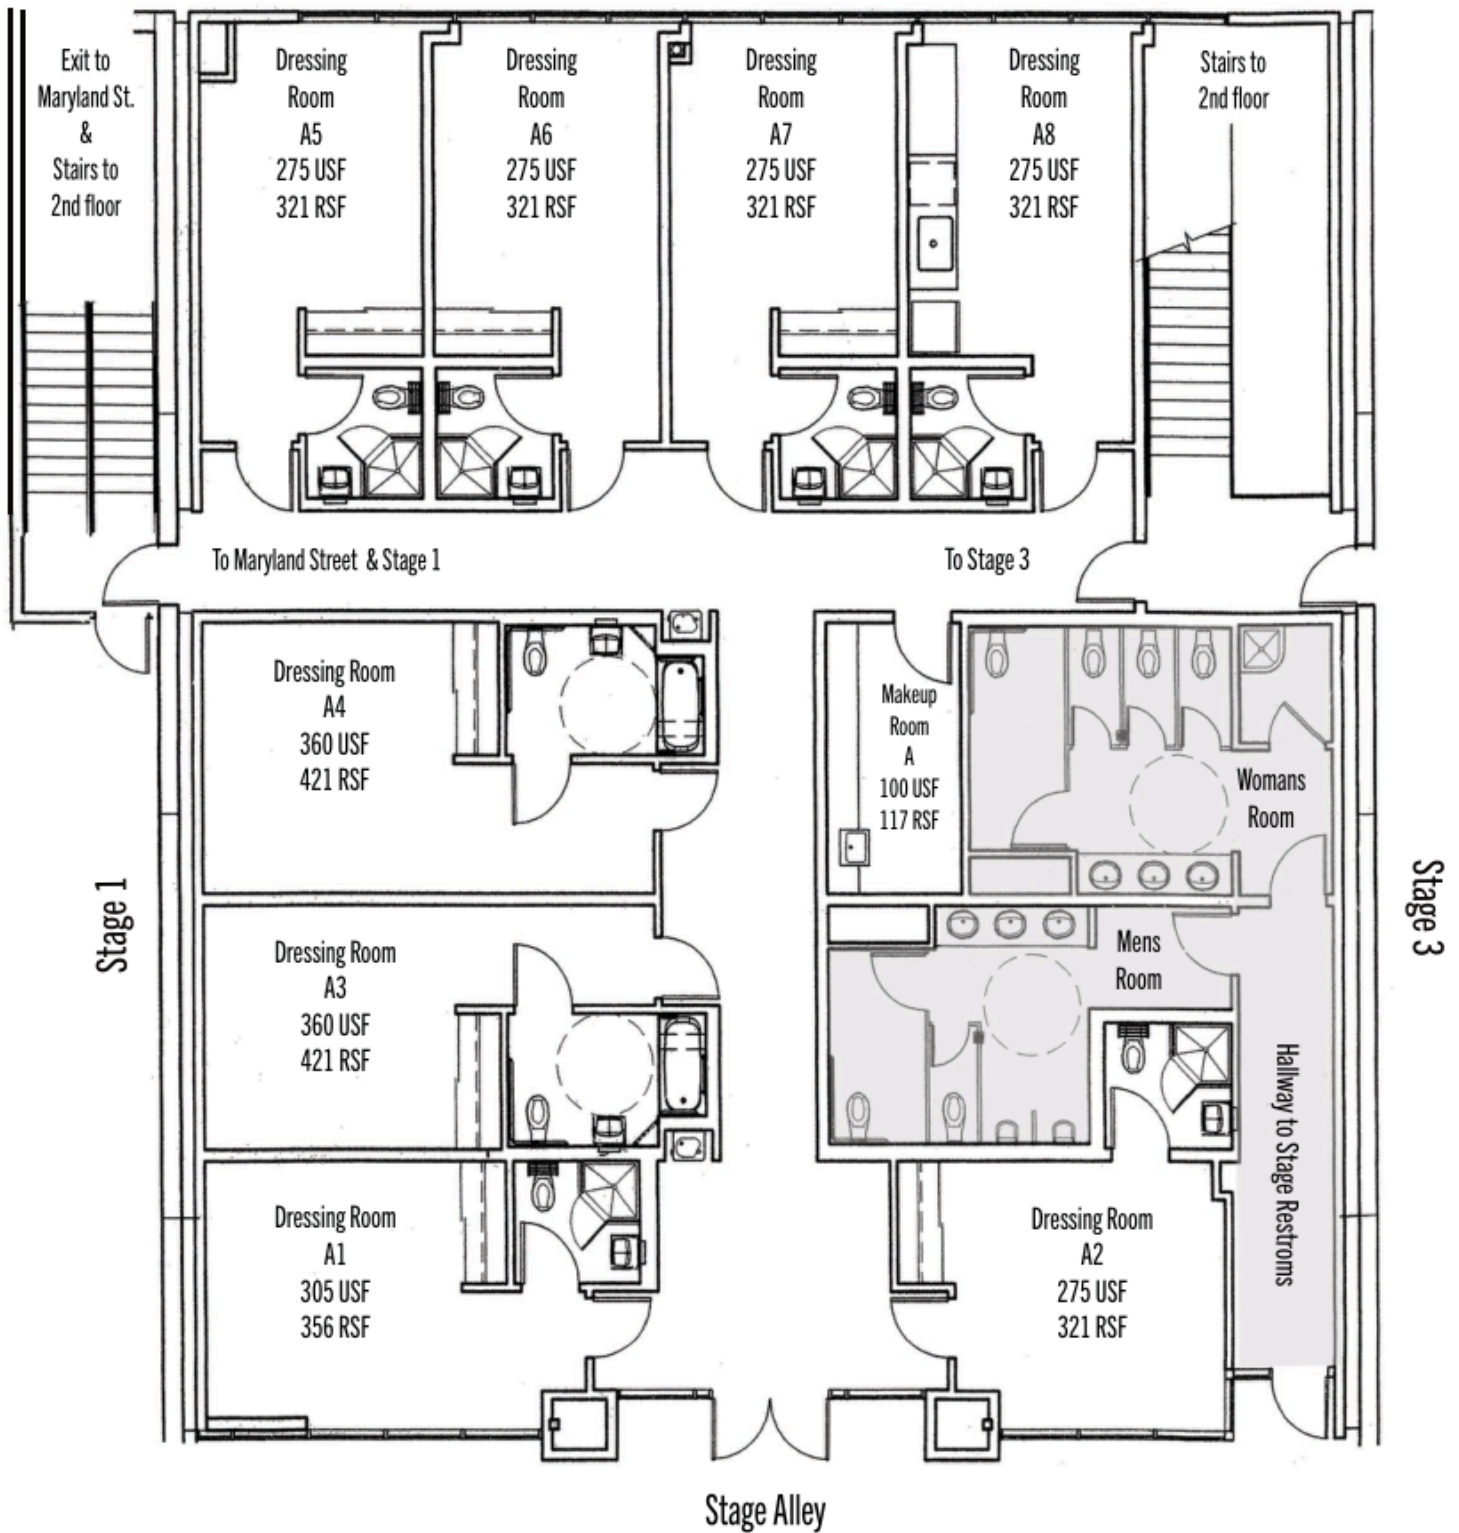 Exit to
Maryland St.
&
Stairs to
2nd floor
Dressing
Room
A5
275 USF
321 RSF
Dressing
Room
A6
275 USF
321 RSF
Dressing
Room
A7
275 USF
321 RSF
Dressing
Room
A8
275 USF
321 RSF
Stairs to
2nd floor
To Maryland Street & Stage 1
To Stage 3
Dressing Room
A4
360 USF
421 RSF
Makeup
Room
A
100 USF
117 RSF
Womans
Room
Stage 1
Dressing Room
A3
360 USF
421 RSF
Mens
Room
Stage 3
Hallway to Stage Restroms
Dressing Room
A1
305 USF
356 RSF
Dressing Room
A2
275 USF
321 RSF
Stage Alley